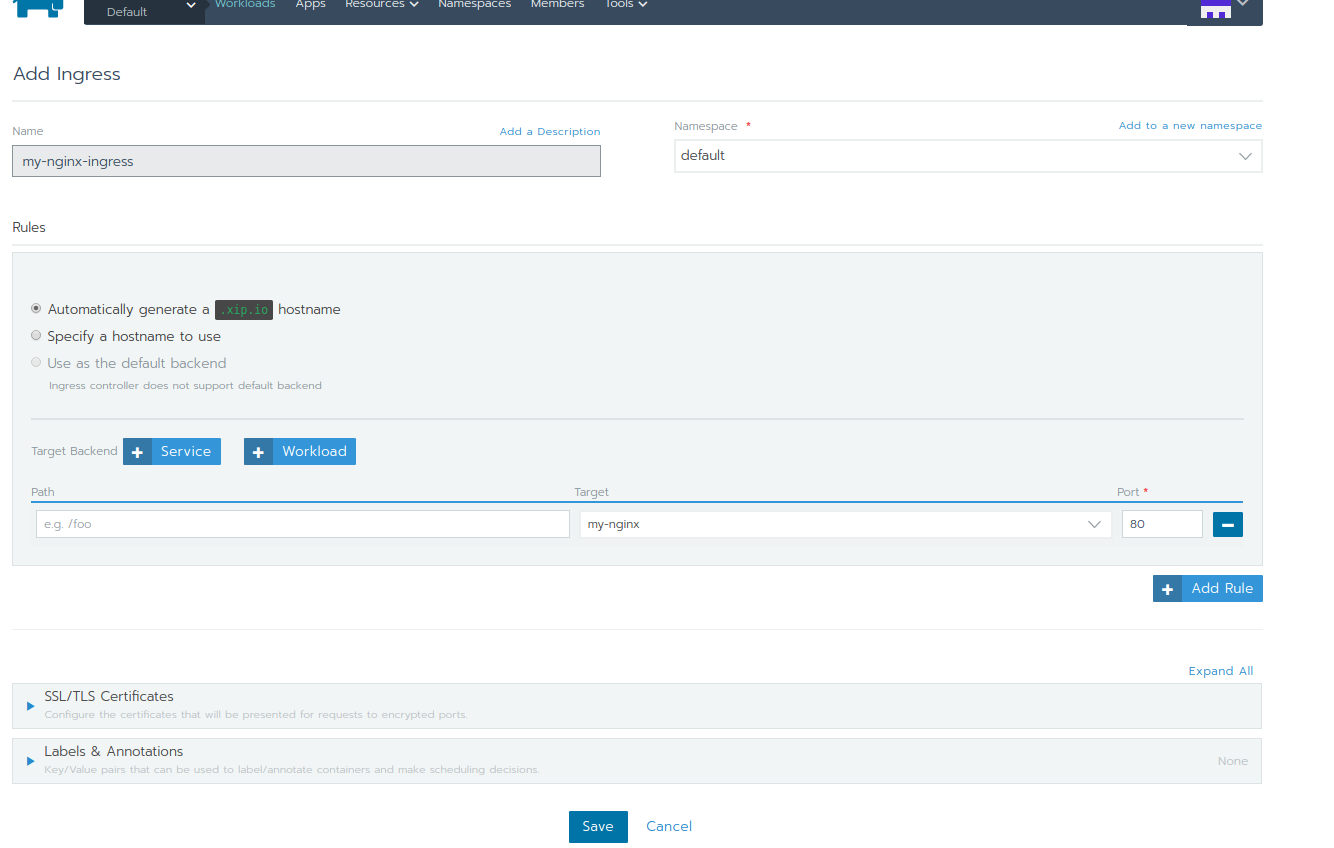 Default Workloads Apps Resources Namespaces Members Tools
Add Ingress
Name Add a Description
Namespace * Add to a new namespace
my-nginx-ingress
default
Rules
Automatically generate a .xip.io hostname
Specify a hostname to use
Use as the default backend
Ingress controller does not support default backend
Target Backend + Service + Workload
Path Target Port *
e.g. /foo my-nginx 80
+ Add Rule
Expand All
SSL/TLS Certificates
Configure the certificates that will be presented for requests to encrypted ports.
Labels & Annotations
Key/Value pairs that can be used to label/annotate containers and make scheduling decisions.
None
Save Cancel